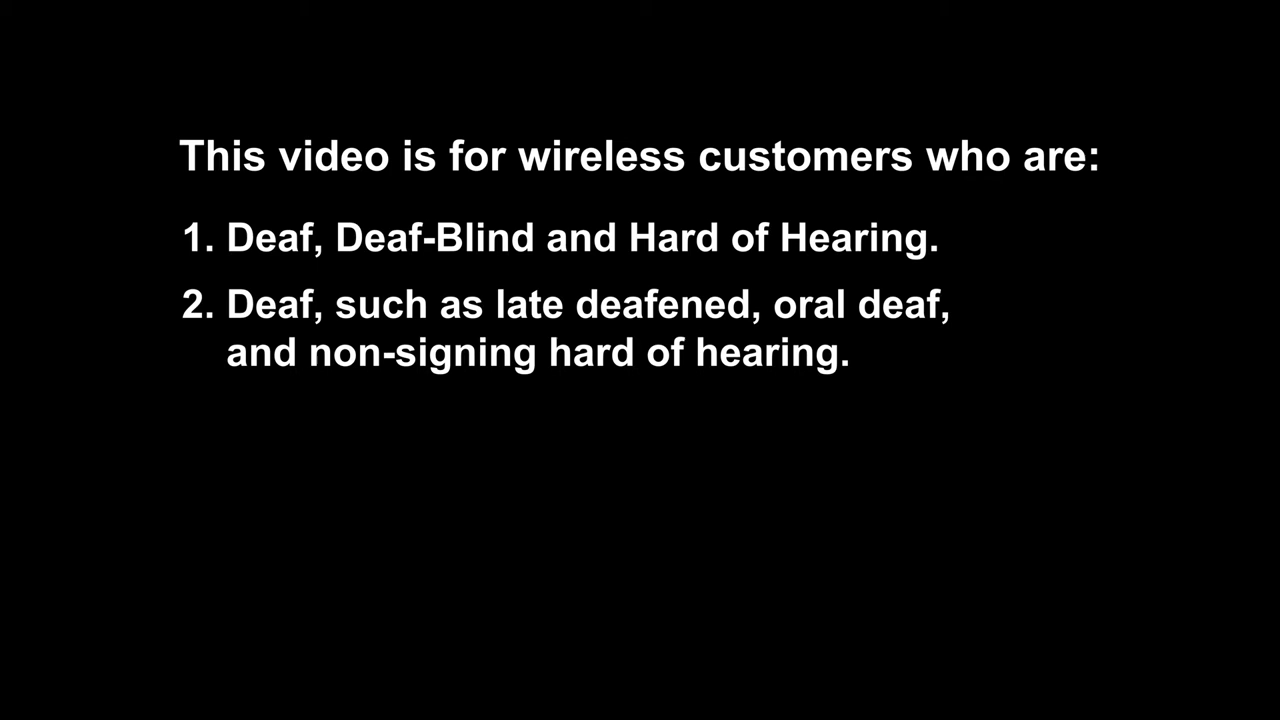 This video is for wireless customers who are:
1. Deaf, Deaf-Blind and Hard of Hearing.
2. Deaf, such as late deafened, oral deaf,
and non-signing hard of hearing.